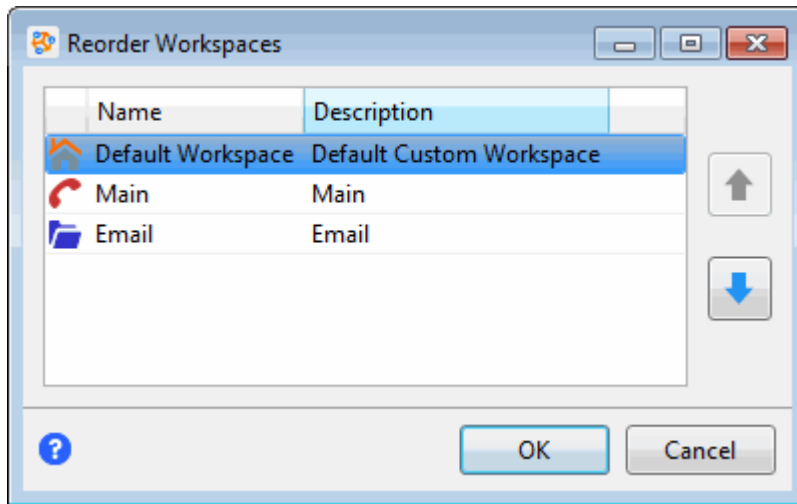 Reorder Workspaces
Name Description
Default Workspace Default Custom Workspace
Main Main
Email Email
?
OK Cancel